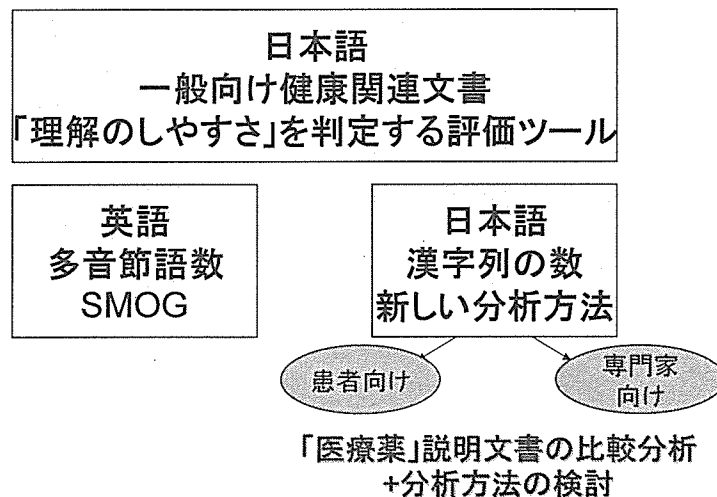 日本語
一般向け健康関連文書
「理解のしやすさ」を判定する評価ツール
英語
多音節語数
SMOG
日本語
漢字列の数
新しい分析方法
患者向け
専門家
向け
「医療薬」説明文書の比較分析
+分析方法の検討